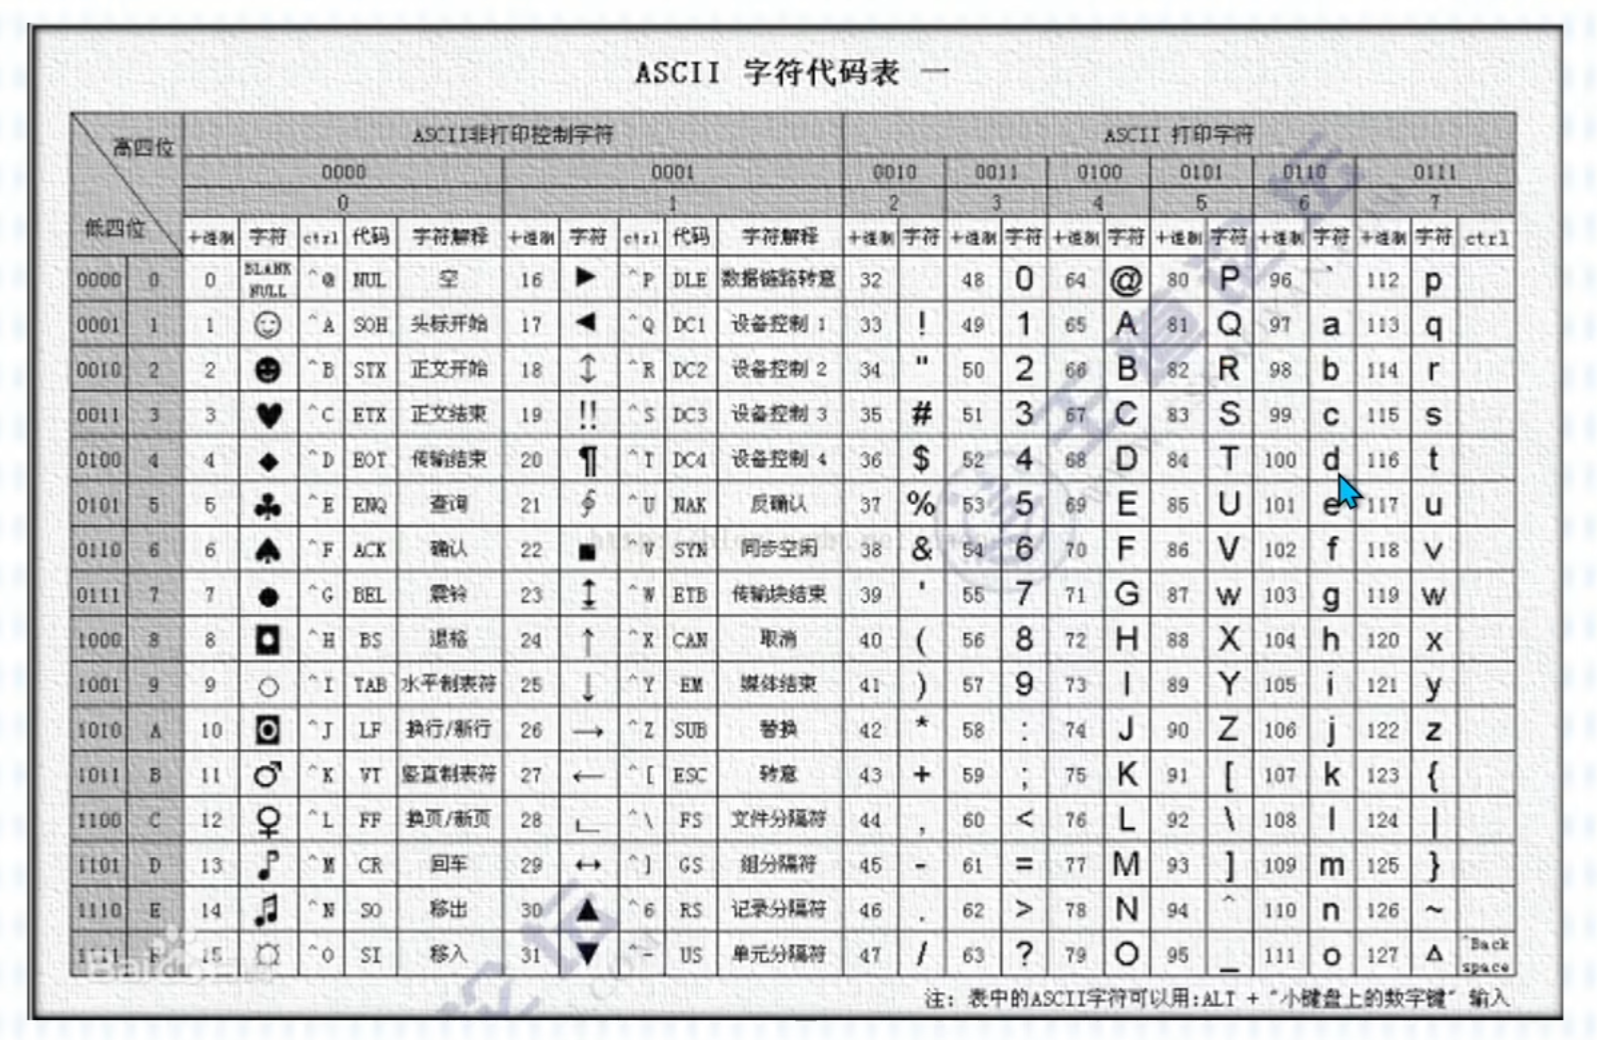 ASCII 字符代码表 一
高四位 ASCII非打印控制字符 ASCII 打印字符
0000 0001 0010 0011 0100 0101 0110 0111
0 1 2 3 4 5 6 7
低四位 十进制 字符 ctrl 代码 字符解释 十进制 字符 ctrl 代码 字符解释 十进制 字符 十进制 字符 十进制 字符 十进制 字符 十进制 字符 十进制 字符 ctrl
0000 0 0 BLANK NULL ^@ NUL 空 16 ► ^P DLE 数据链路转意 32 48 0 64 @ 80 P 96 ` 112 p
0001 1 1 ☺ ^A SOH 头标开始 17 ◄ ^Q DC1 设备控制 1 33 ! 49 1 65 A 81 Q 97 a 113 q
0010 2 2 ☻ ^B STX 正文开始 18 ↕ ^R DC2 设备控制 2 34 " 50 2 66 B 82 R 98 b 114 r
0011 3 3 ♥ ^C ETX 正文结束 19 ‼ ^S DC3 设备控制 3 35 # 51 3 67 C 83 S 99 c 115 s
0100 4 4 ♦ ^D EOT 传输结束 20 ¶ ^T DC4 设备控制 4 36 $ 52 4 68 D 84 T 100 d 116 t
0101 5 5 ♣ ^E ENQ 查询 21 ∮ ^U NAK 反确认 37 % 53 5 69 E 85 U 101 e 117 u
0110 6 6 ♠ ^F ACK 确认 22 ■ ^V SYN 同步空闲 38 & 54 6 70 F 86 V 102 f 118 v
0111 7 7 ● ^G BEL 震铃 23 ↨ ^W ETB 传输块结束 39 ' 55 7 71 G 87 w 103 g 119 w
1000 8 8 ◘ ^H BS 退格 24 ↑ ^X CAN 取消 40 ( 56 8 72 H 88 X 104 h 120 x
1001 9 9 ○ ^I TAB 水平制表符 25 ↓ ^Y EM 媒体结束 41 ) 57 9 73 I 89 Y 105 i 121 y
1010 A 10 ◙ ^J LF 换行/新行 26 → ^Z SUB 替换 42 * 58 : 74 J 90 Z 106 j 122 z
1011 B 11 ♂ ^K VT 竖直制表符 27 ← ^[ ESC 转意 43 + 59 ; 75 K 91 [ 107 k 123 {
1100 C 12 ♀ ^L FF 换页/新页 28 ∟ ^\ FS 文件分隔符 44 , 60 < 76 L 92 \ 108 l 124 |
1101 D 13 ♪ ^M CR 回车 29 ↔ ^] GS 组分隔符 45 - 61 = 77 M 93 ] 109 m 125 }
1110 E 14 ♫ ^N SO 移出 30 ▲ ^6 RS 记录分隔符 46 . 62 > 78 N 94 ^ 110 n 126 ~
1111 F 15 ☼ ^O SI 移入 31 ▼ ^- US 单元分隔符 47 / 63 ? 79 O 95 _ 111 o 127 Δ ^Back space
注: 表中的ASCII字符可以用:ALT + "小键盘上的数字键" 输入